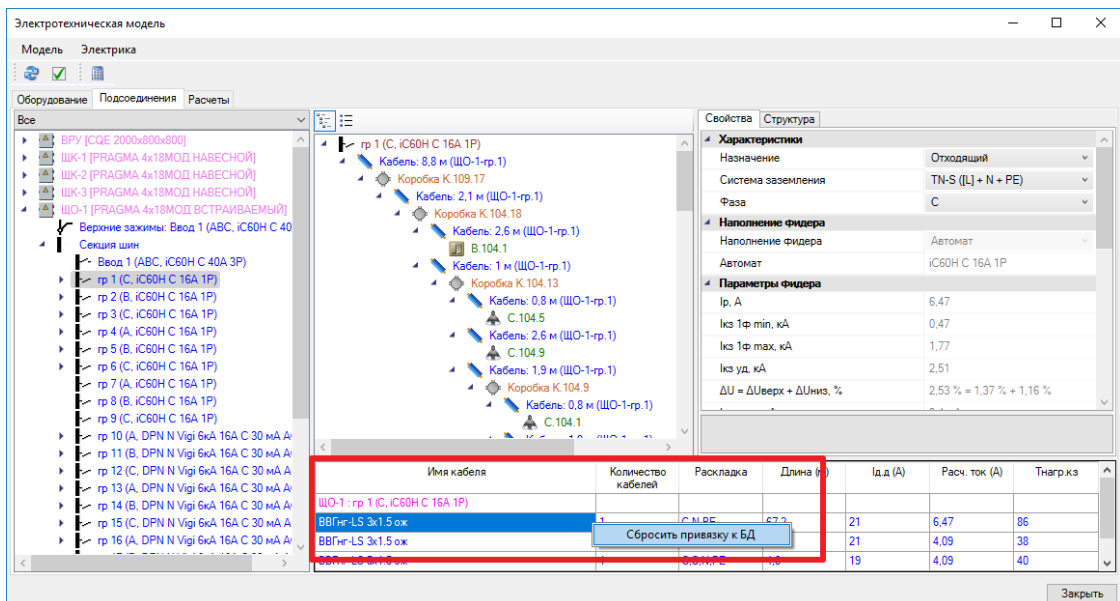 Электротехническая модель
Модель Электрика
Оборудование Подсоединения Расчеты
Все
ВРУ [CQE 2000x800x800]
ЩК-1 [PRAGMA 4x18МОД НАВЕСНОЙ]
ЩК-2 [PRAGMA 4x18МОД НАВЕСНОЙ]
ЩК-3 [PRAGMA 4x18МОД НАВЕСНОЙ]
ЩО-1 [PRAGMA 4x18МОД ВСТРАИВАЕМЫЙ]
Верхние зажимы: Ввод 1 (ABC, iC60H C 40
Секция шин
Ввод 1 (ABC, iC60H C 40A 3P)
гр 1 (C, iC60H C 16A 1P)
гр 2 (B, iC60H C 16A 1P)
гр 3 (C, iC60H C 16A 1P)
гр 4 (A, iC60H C 16A 1P)
гр 5 (B, iC60H C 16A 1P)
гр 6 (C, iC60H C 16A 1P)
гр 7 (A, iC60H C 16A 1P)
гр 8 (B, iC60H C 16A 1P)
гр 9 (C, iC60H C 16A 1P)
гр 10 (A, DPN N Vigi 6кА 16A C 30 мА A
гр 11 (B, DPN N Vigi 6кА 16A C 30 мА A
гр 12 (C, DPN N Vigi 6кА 16A C 30 мА A
гр 13 (A, DPN N Vigi 6кА 16A C 30 мА A
гр 14 (B, DPN N Vigi 6кА 16A C 30 мА A
гр 15 (C, DPN N Vigi 6кА 16A C 30 мА A
гр 16 (A, DPN N Vigi 6кА 16A C 30 мА A
гр 1 (C, iC60H C 16A 1P)
Кабель: 8,8 м (ЩО-1-гр.1)
Коробка К.109.17
Кабель: 2,1 м (ЩО-1-гр.1)
Коробка К.104.18
Кабель: 2,6 м (ЩО-1-гр.1)
В.104.1
Кабель: 1 м (ЩО-1-гр.1)
Коробка К.104.13
Кабель: 0,8 м (ЩО-1-гр.1)
С.104.5
Кабель: 2,6 м (ЩО-1-гр.1)
С.104.9
Кабель: 1,9 м (ЩО-1-гр.1)
Коробка К.104.9
Кабель: 0,8 м (ЩО-1-гр.1)
С.104.1
Свойства Структура
Характеристики
Назначение Отходящий
Система заземления TN-S ([L] + N + PE)
Фаза C
Наполнение фидера
Наполнение фидера Автомат
Автомат iC60H C 16A 1P
Параметры фидера
Iр, А 6,47
Iкз 1ф min, кА 0,47
Iкз 1ф max, кА 1,77
Iкз уд, кА 2,51
ΔU = ΔUверх + ΔUниз, % 2,53 % = 1,37 % + 1,16 %
Имя кабеля Количество кабелей Раскладка Длина (м) Iд.д (А) Расч. ток (А) Tнагр.кз
ЩО-1 : гр 1 (C, iC60H C 16A 1P)
ВВГнг-LS 3x1.5 ож 1 C,N,PE 67,2 21 6,47 86
Сбросить привязку к БД
ВВГнг-LS 3x1.5 ож 21 4,09 38
ВВГнг-LS 3x1.5 ож 19 4,09 40
Закрыть